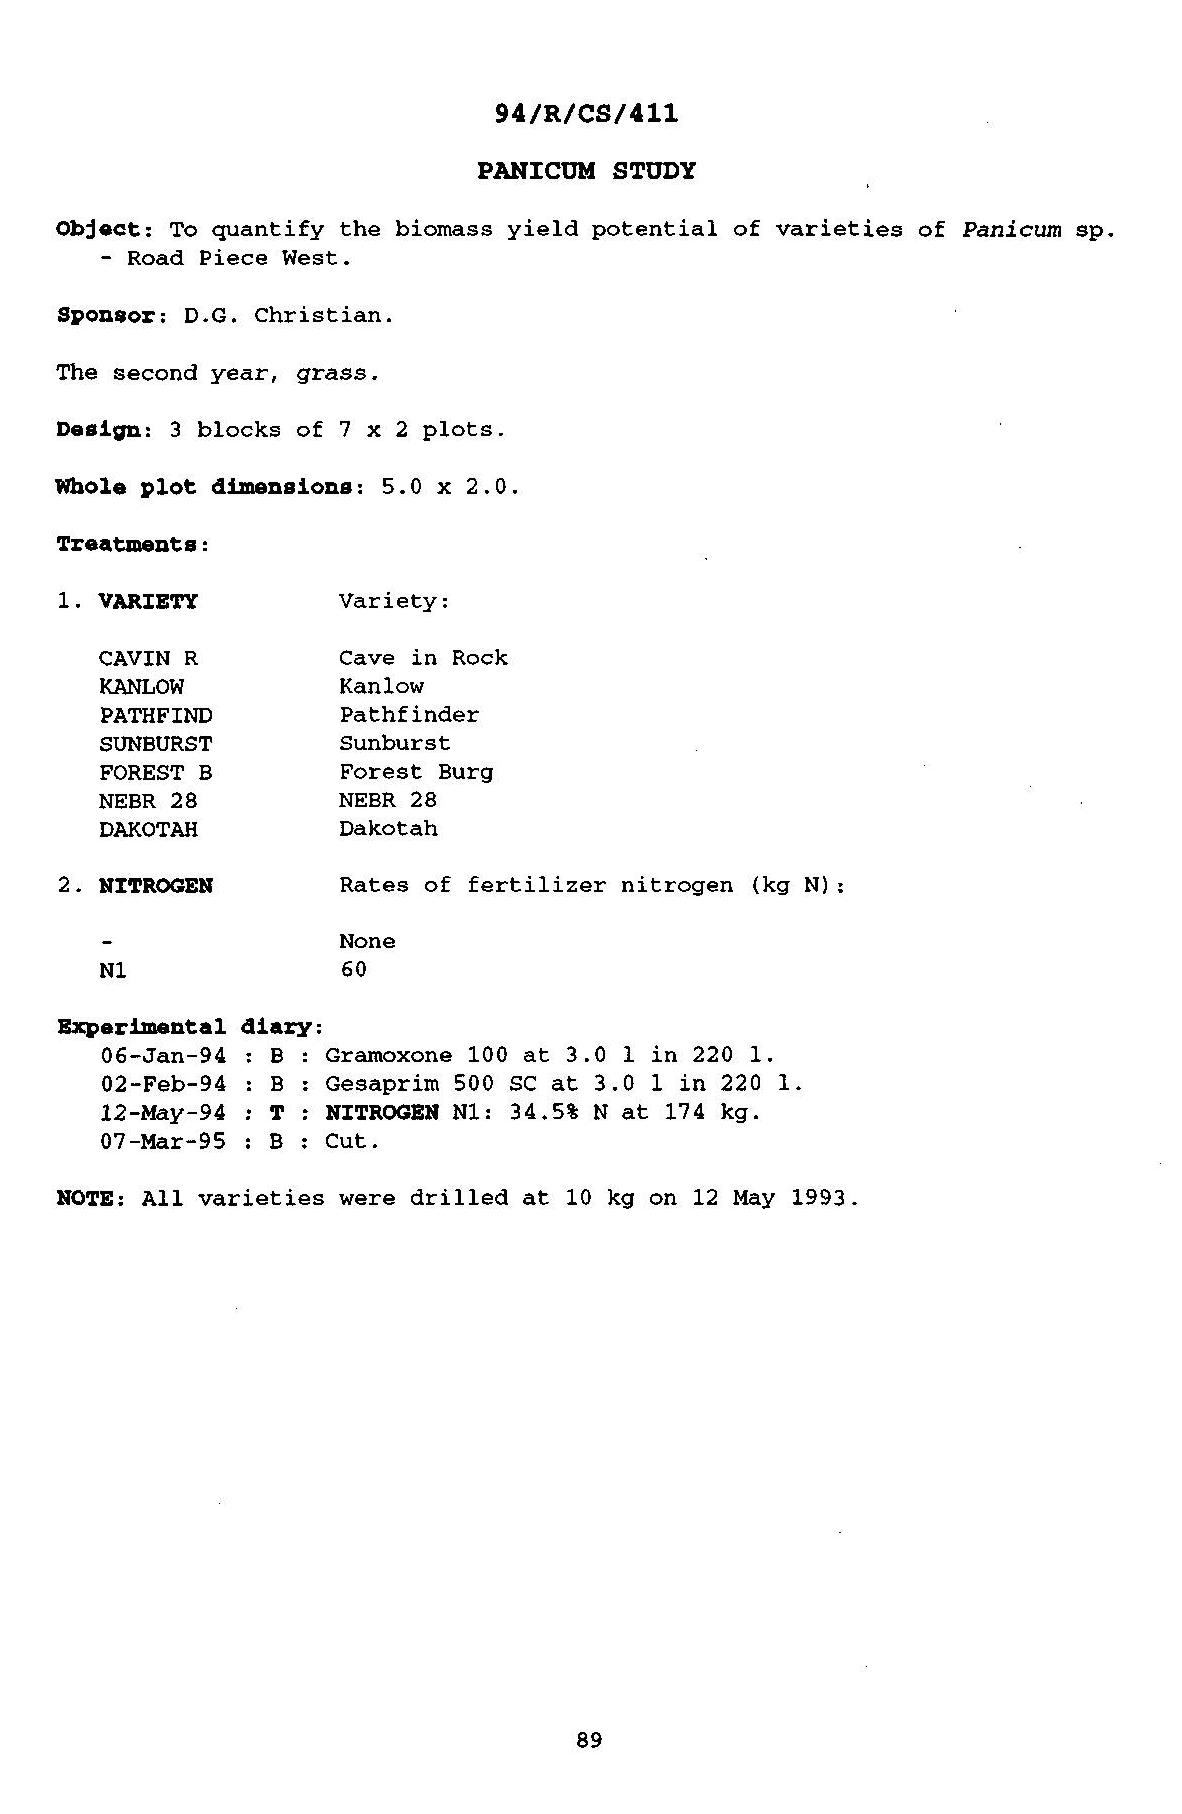 94/R/CS/411
PANICUM STUDY
Object: To quantify the biomass yield potential of varieties of Panicum sp.
- Road Piece West.
Sponsor: D.G. Christian.
The second year, grass.
Design: 3 blocks of 7 x 2 plots.
Whole plot dimensions: 5.0 x 2.0.
Treatments:
1. VARIETY Variety:
CAVIN R Cave in Rock
KANLOW Kanlow
PATHFIND Pathfinder
SUNBURST Sunburst
FOREST B Forest Burg
NEBR 28 NEBR 28
DAKOTAH Dakotah
2. NITROGEN Rates of fertilizer nitrogen (kg N):
- None
N1 60
Experimental diary:
06-Jan-94 : B : Gramoxone 100 at 3.0 l in 220 l.
02-Feb-94 : B : Gesaprim 500 SC at 3.0 l in 220 l.
12-May-94 : T : NITROGEN N1: 34.5% N at 174 kg.
07-Mar-95 : B : Cut.
NOTE: All varieties were drilled at 10 kg on 12 May 1993.
89